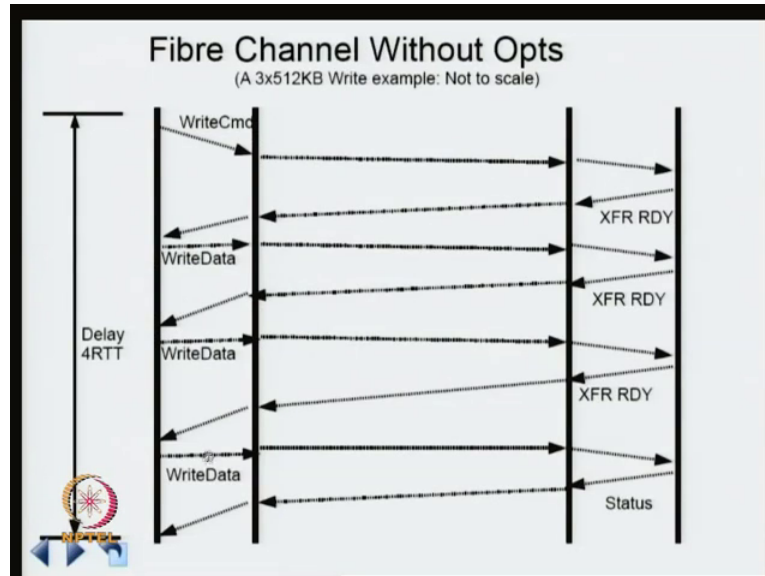 Fibre Channel Without Opts
(A 3x512KB Write example: Not to scale)
WriteCmd
XFR RDY
WriteData
XFR RDY
Delay
4RTT
WriteData
XFR RDY
WriteData
Status
NPTEL